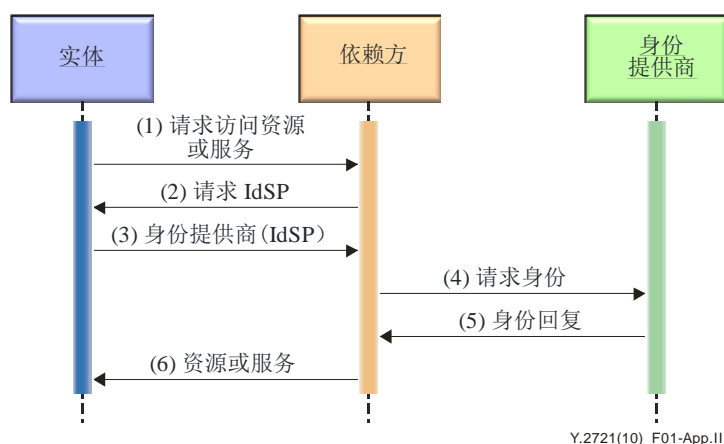 实体
依赖方
身份
提供商
(1) 请求访问资源
或服务
(2) 请求 IdSP
(3) 身份提供商(IdSP)
(4) 请求身份
(5) 身份回复
(6) 资源或服务
Y.2721(10)_F01-App.II